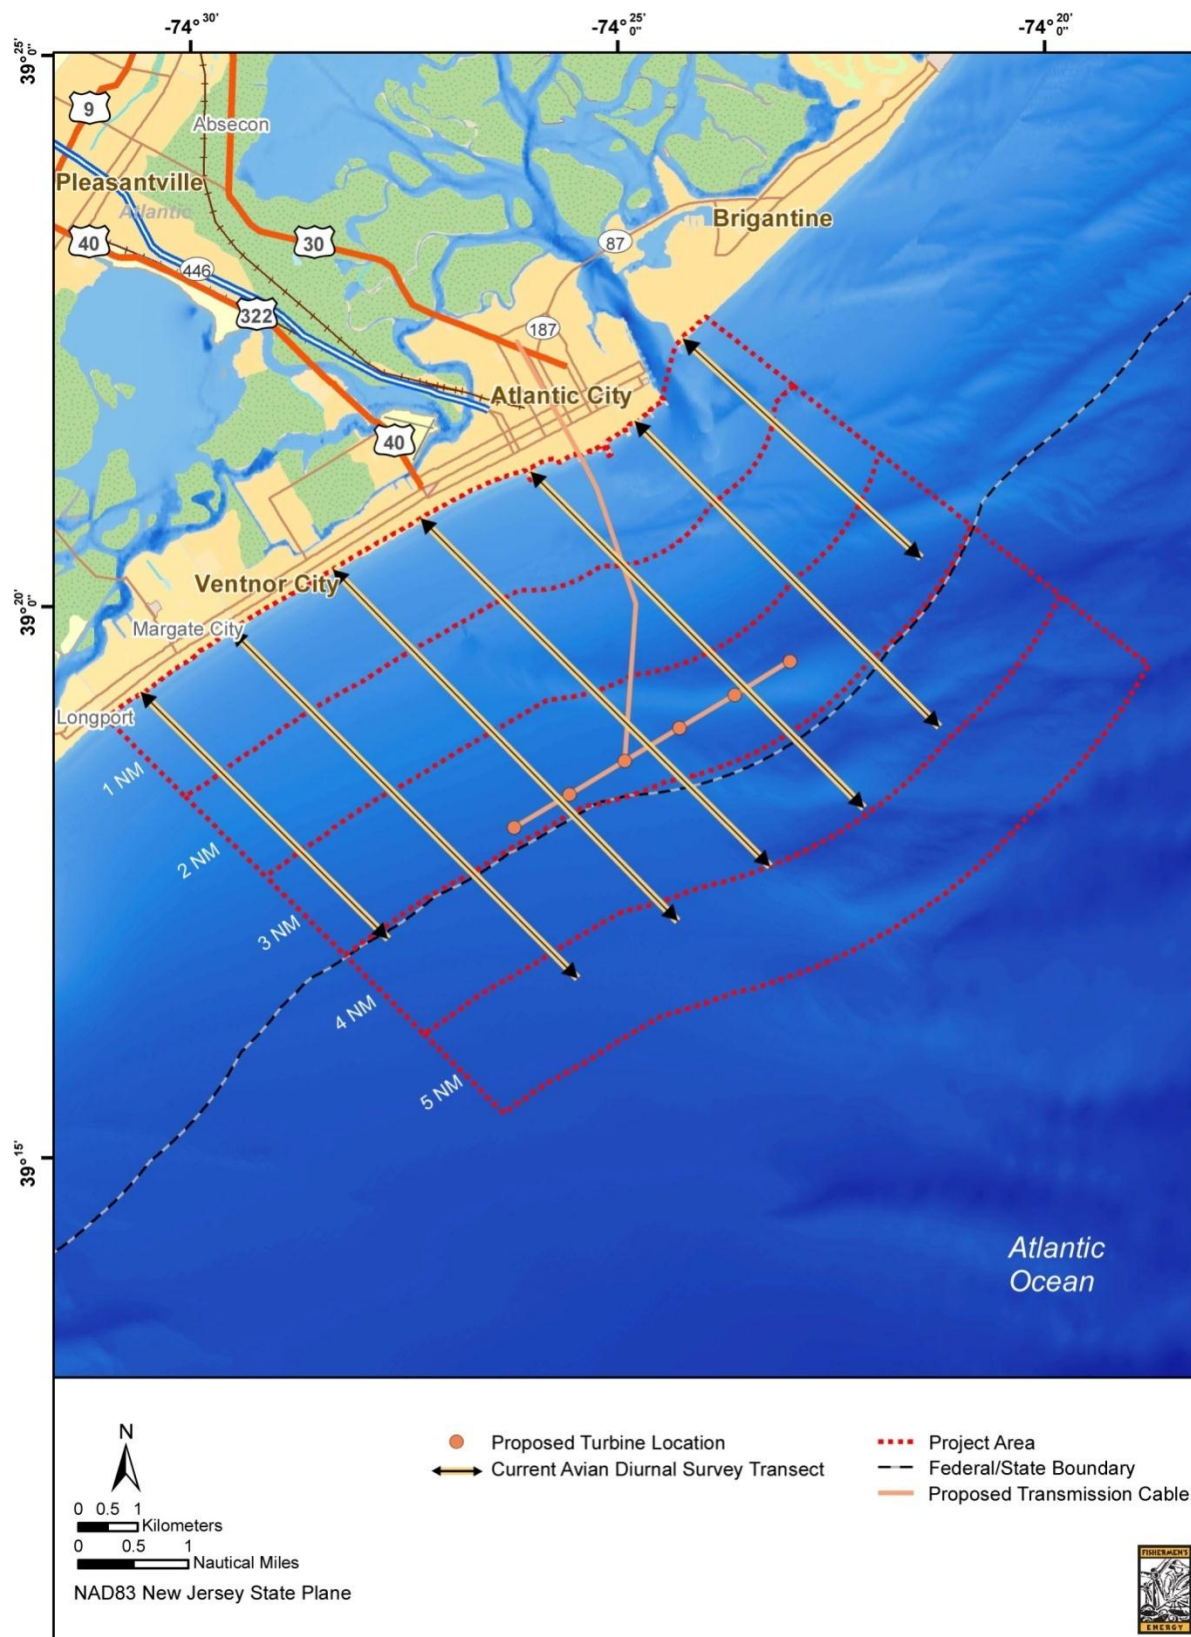 -74° 30' 0"
-74° 25' 0"
-74° 20' 0"
39° 25' 0"
9
Absecon
Pleasantville
Atlantic
Brigantine
40
30
87
446
322
187
Atlantic City
40
Ventnor City
39° 20' 0"
Margate City
Longport
1 NM
2 NM
3 NM
4 NM
5 NM
39° 15' 0"
Atlantic
Ocean
N
0 0.5 1
Kilometers
0 0.5 1
Nautical Miles
NAD83 New Jersey State Plane
Proposed Turbine Location
Current Avian Diurnal Survey Transect
Project Area
Federal/State Boundary
Proposed Transmission Cable
FISHERMEN'S
ENERGY